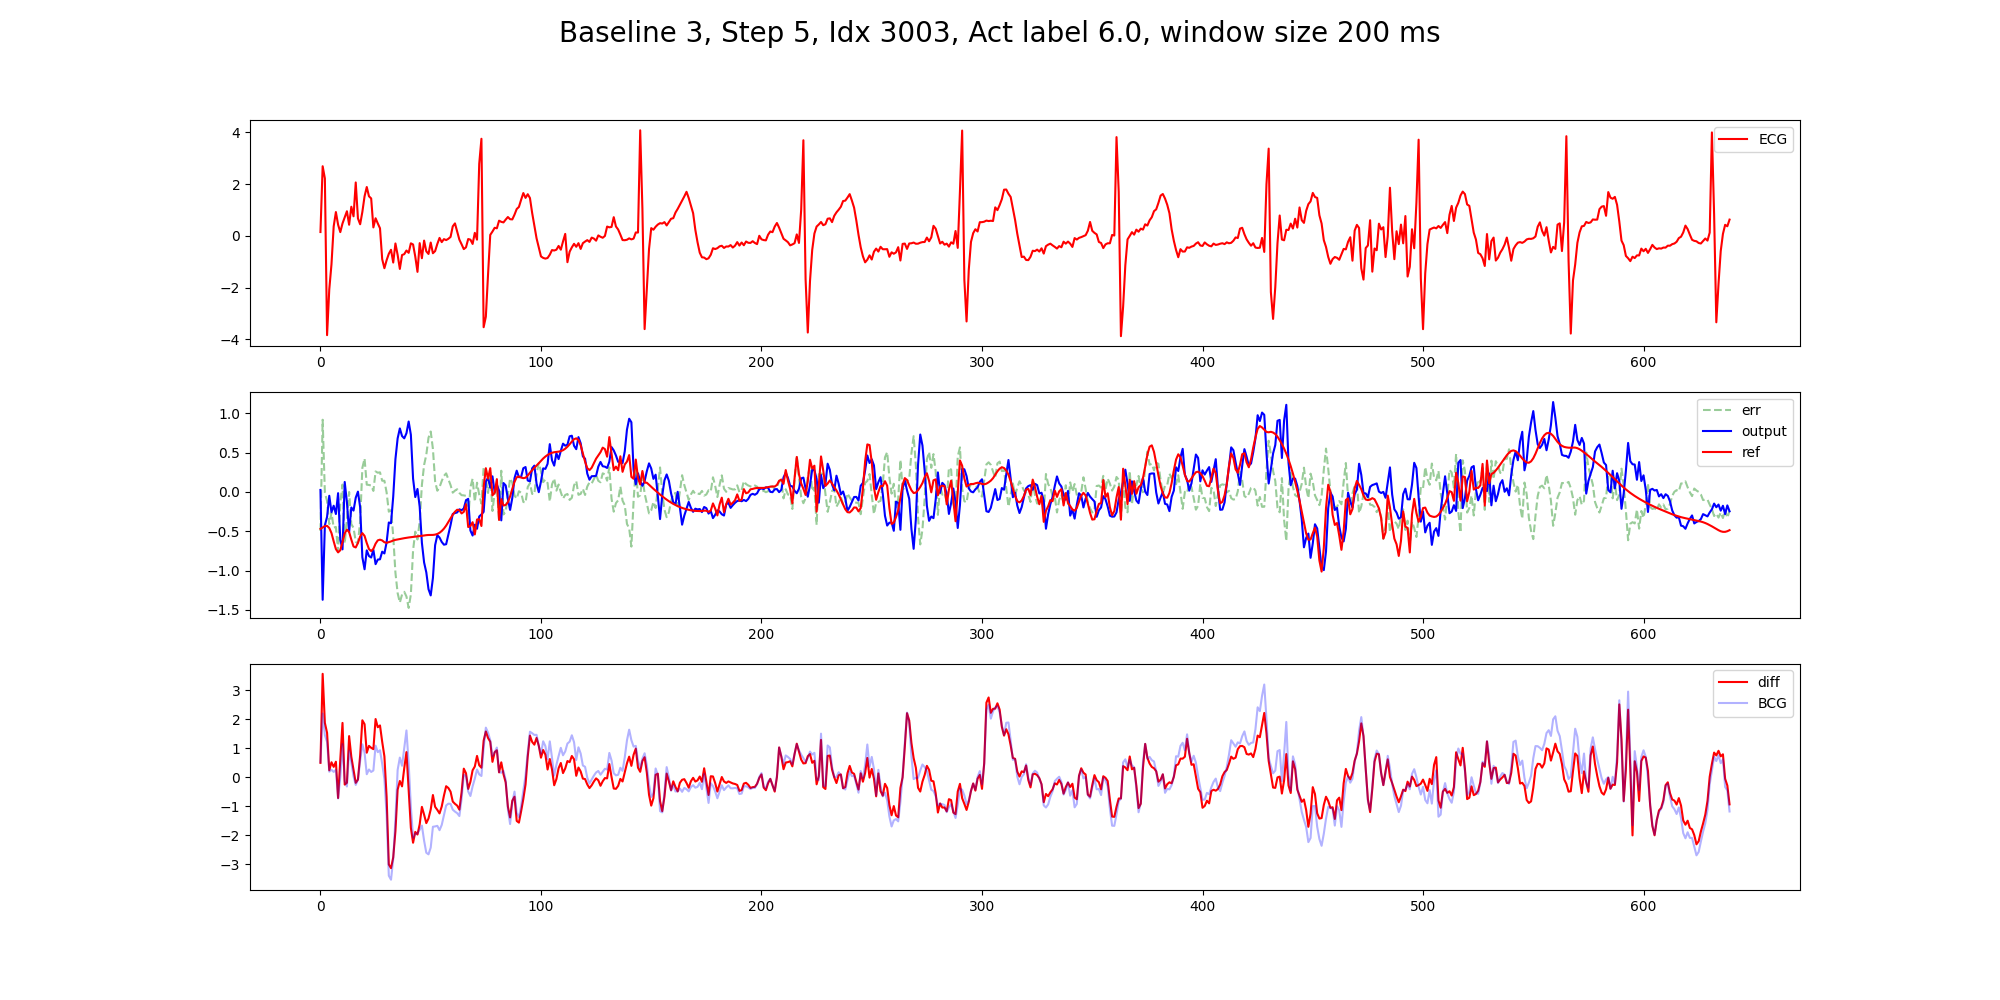 Baseline 3, Step 5, Idx 3003, Act label 6.0, window size 200 ms
4
2
0
−2
−4
ECG
0 100 200 300 400 500 600
1.0
0.5
0.0
−0.5
−1.0
−1.5
err
output
ref
0 100 200 300 400 500 600
3
2
1
0
−1
−2
−3
diff
BCG
0 100 200 300 400 500 600